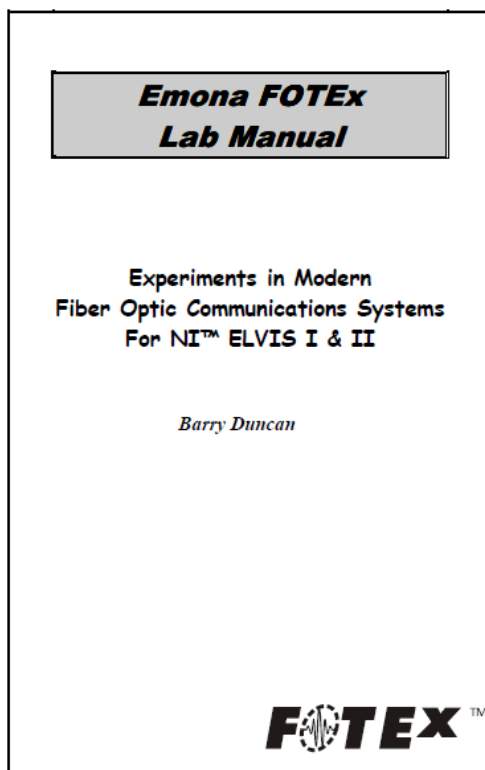 Emona FOTEx
Lab Manual
Experiments in Modern
Fiber Optic Communications Systems
For NI™ ELVIS I & II
Barry Duncan
FOTEX™